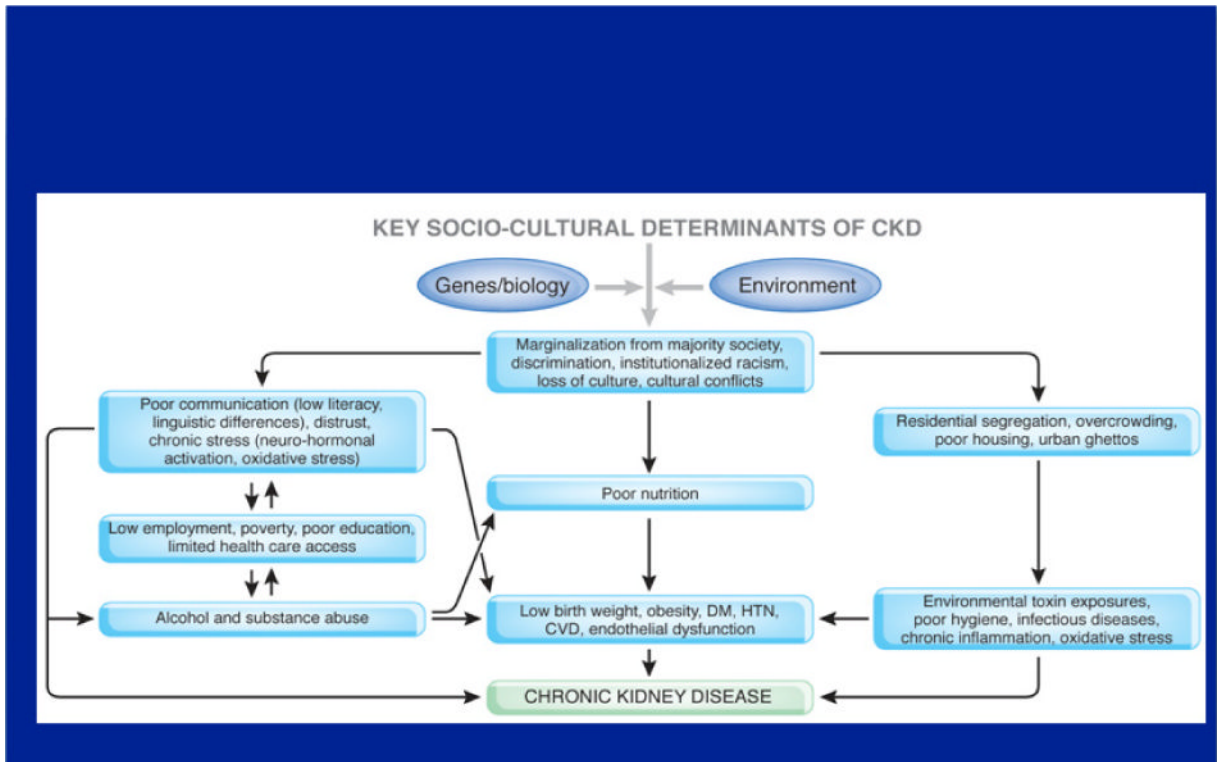 KEY SOCIO-CULTURAL DETERMINANTS OF CKD
Genes/biology
Environment
Marginalization from majority society,
discrimination, institutionalized racism,
loss of culture, cultural conflicts
Poor communication (low literacy,
linguistic differences), distrust,
chronic stress (neuro-hormonal
activation, oxidative stress)
Residential segregation, overcrowding,
poor housing, urban ghettos
Poor nutrition
Low employment, poverty, poor education,
limited health care access
Alcohol and substance abuse
Low birth weight, obesity, DM, HTN,
CVD, endothelial dysfunction
Environmental toxin exposures,
poor hygiene, infectious diseases,
chronic inflammation, oxidative stress
CHRONIC KIDNEY DISEASE